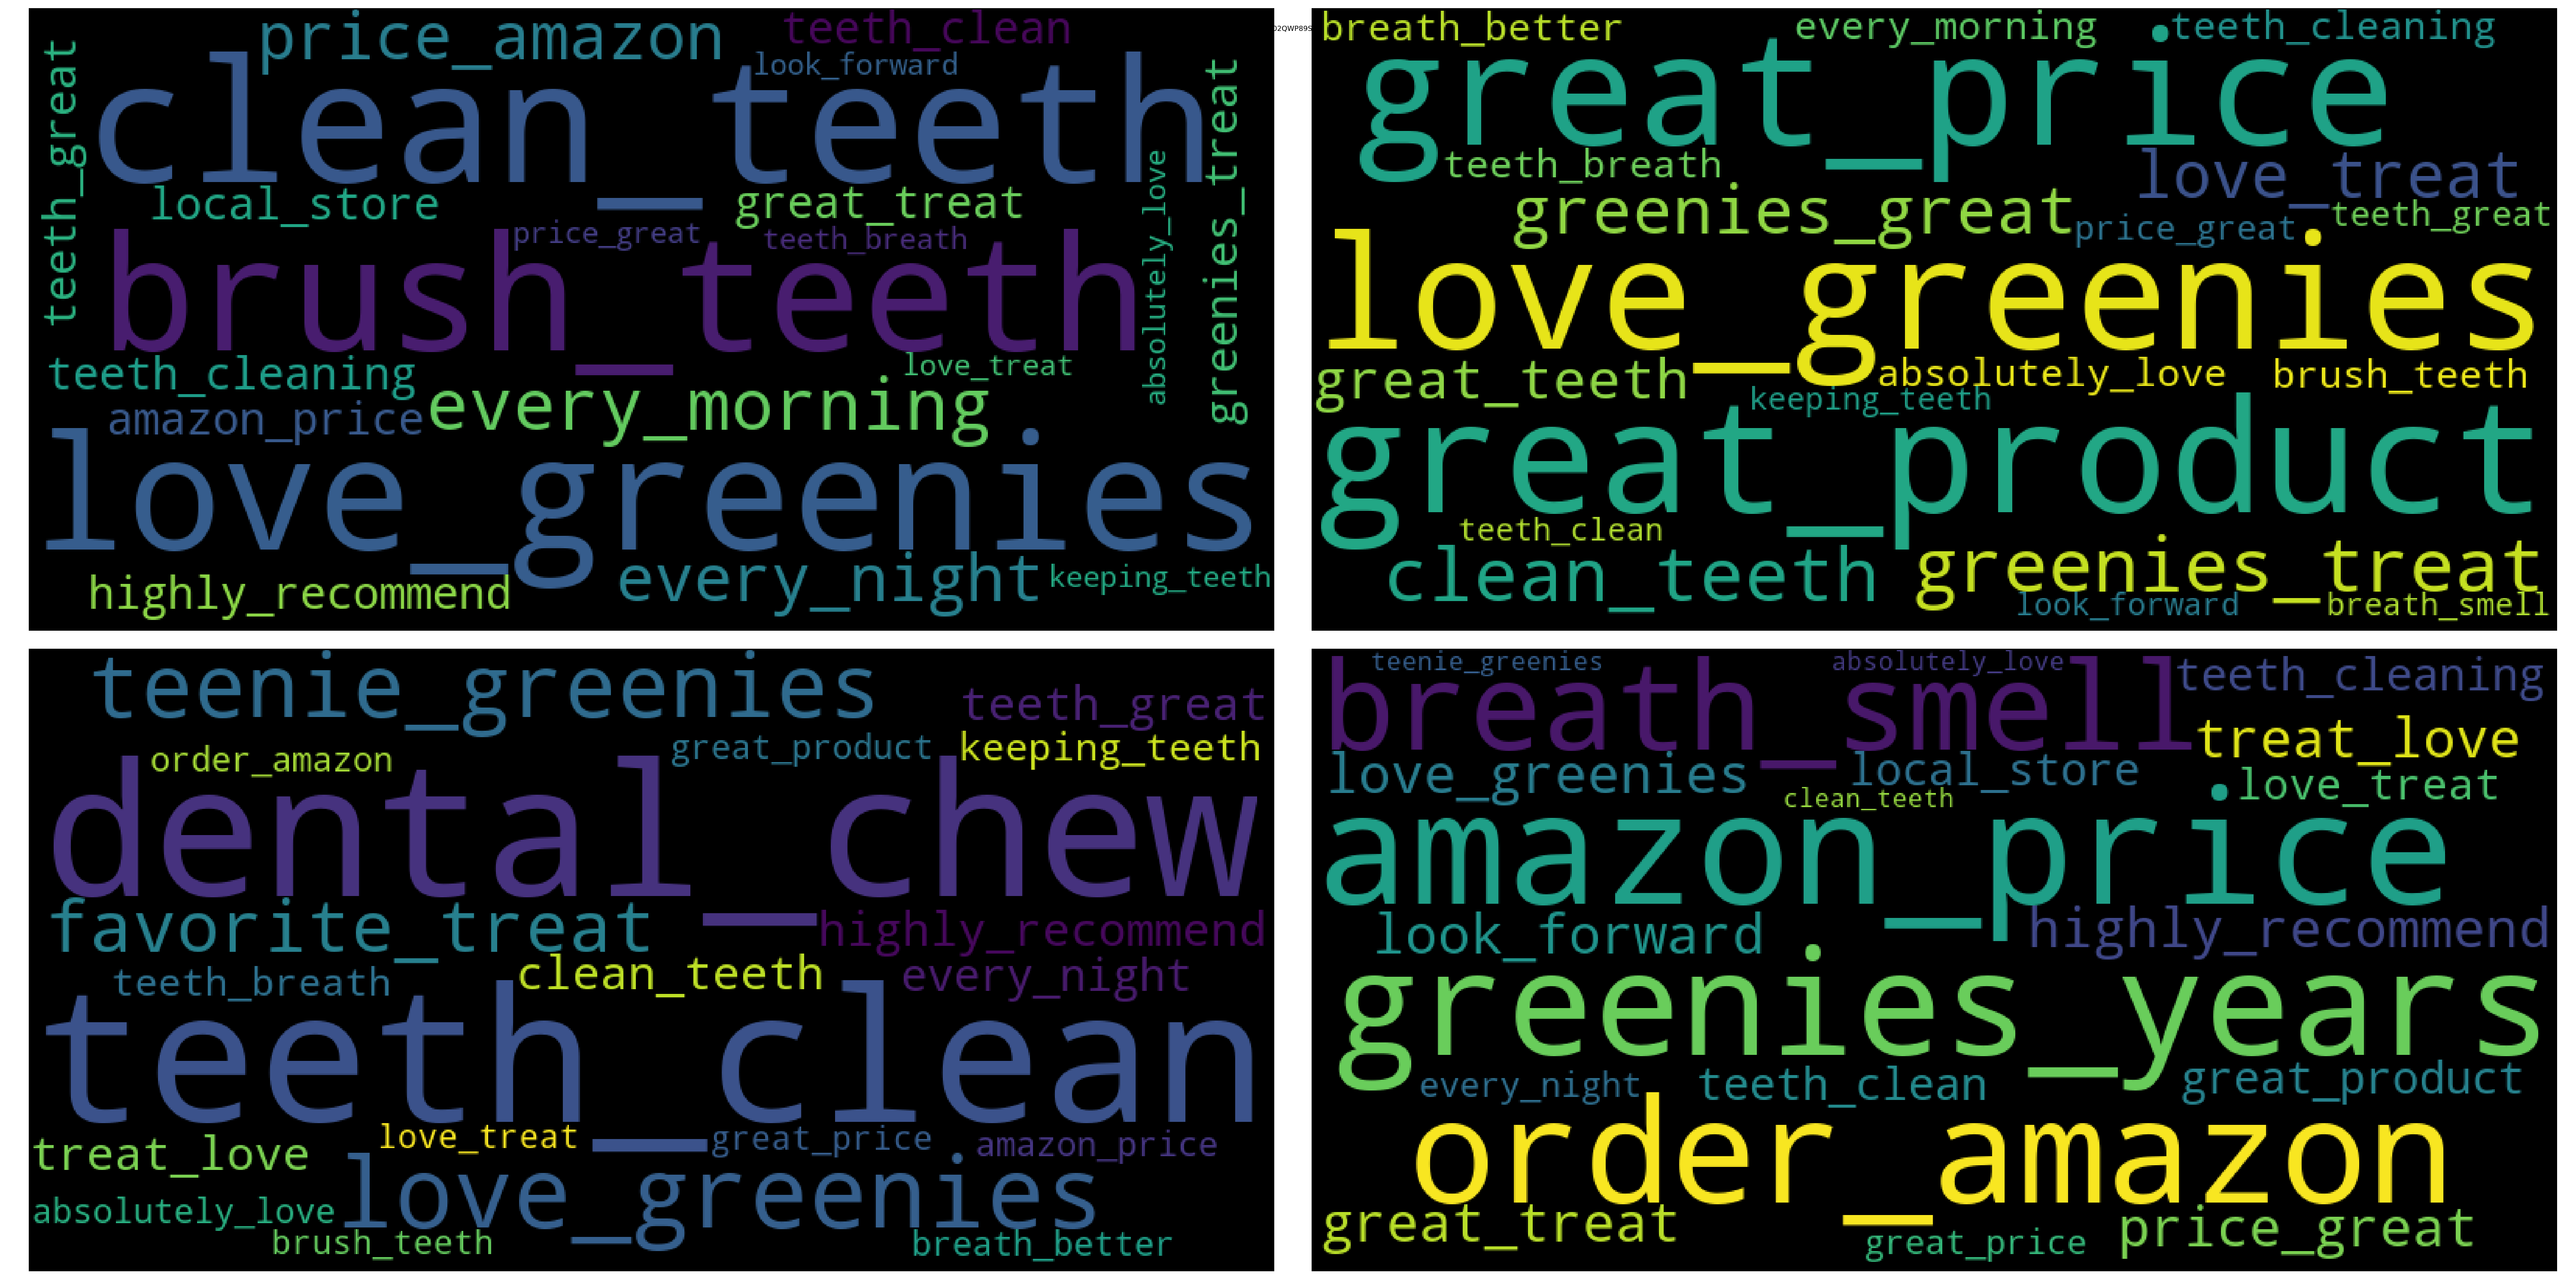 price_amazon
teeth_clean
look_forward
teeth_great
clean_teeth
greenies_treat
local_store
great_treat
absolutely_love
price_great
teeth_breath
brush_teeth
love_treat
teeth_cleaning
every_morning
amazon_price
love_greenies
every_night
keeping_teeth
highly_recommend
breath_better
every_morning
teeth_cleaning
great_price
teeth_breath
love_treat
greenies_great
teeth_great
price_great
love_greenies
great_teeth
absolutely_love
brush_teeth
keeping_teeth
great_product
teeth_clean
clean_teeth
greenies_treat
look_forward
breath_smell
teenie_greenies
teeth_great
order_amazon
great_product
keeping_teeth
dental_chew
favorite_treat
highly_recommend
teeth_breath
clean_teeth
every_night
teeth_clean
treat_love
love_treat
great_price
amazon_price
love_greenies
absolutely_love
brush_teeth
breath_better
teenie_greenies
absolutely_love
teeth_cleaning
breath_smell
treat_love
love_greenies
local_store
love_treat
clean_teeth
amazon_price
look_forward
highly_recommend
greenies_years
every_night
teeth_clean
great_product
order_amazon
great_treat
great_price
price_great